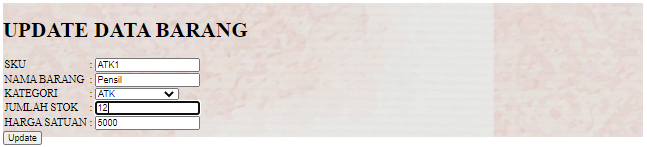 UPDATE DATA BARANG
SKU : ATK1
NAMA BARANG : Pensil
KATEGORI : ATK
JUMLAH STOK : 12
HARGA SATUAN : 5000
Update